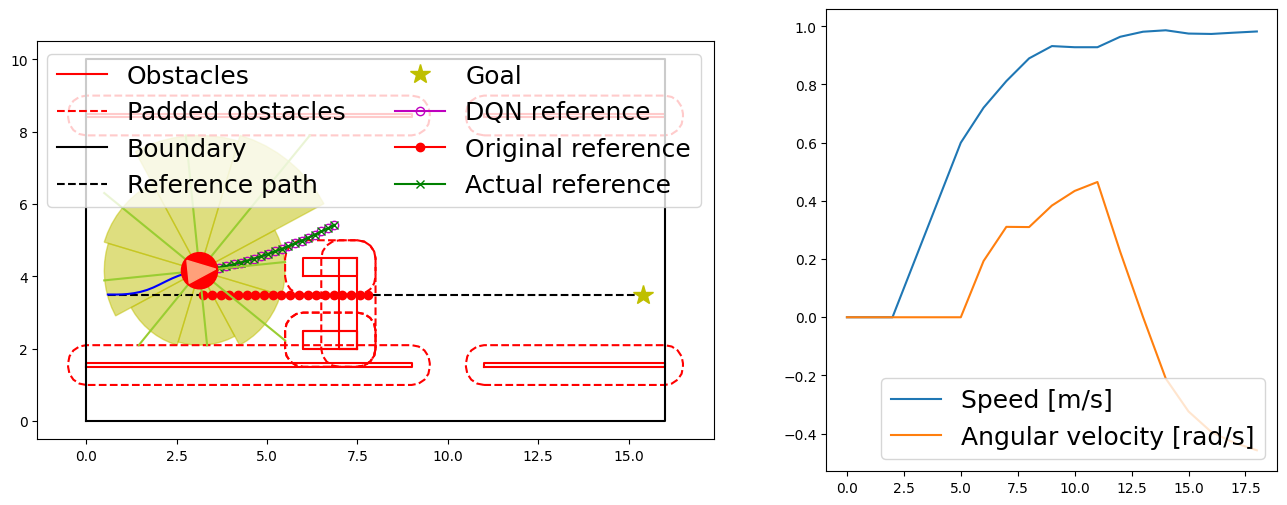 10
8
6
4
2
0
0.0 2.5 5.0 7.5 10.0 12.5 15.0
Obstacles
Padded obstacles
Boundary
Reference path
Goal
DQN reference
Original reference
Actual reference
1.0
0.8
0.6
0.4
0.2
0.0
−0.2
−0.4
0.0 2.5 5.0 7.5 10.0 12.5 15.0 17.5
Speed [m/s]
Angular velocity [rad/s]